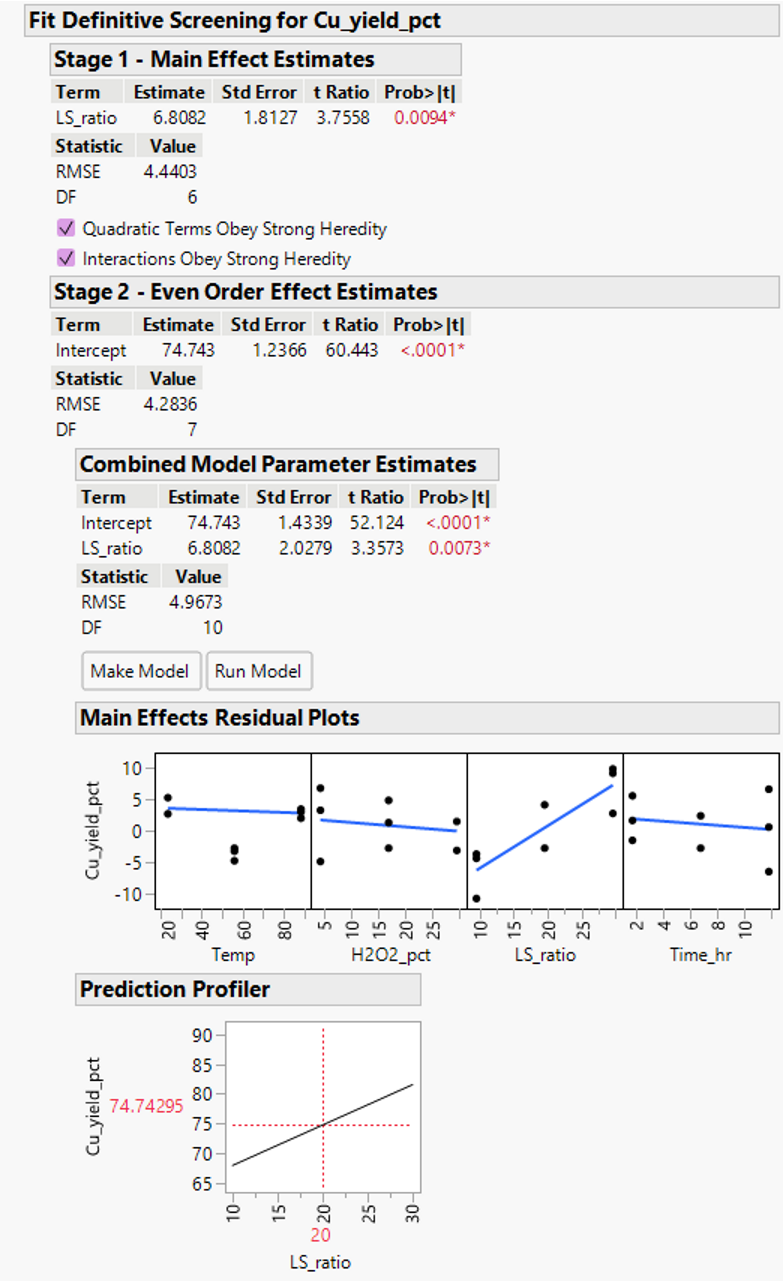 Fit Definitive Screening for Cu_yield_pct
Stage 1 - Main Effect Estimates
Term Estimate Std Error t Ratio Prob>|t|
LS_ratio 6.8082 1.8127 3.7558 0.0094*
Statistic Value
RMSE 4.4403
DF 6
Quadratic Terms Obey Strong Heredity
Interactions Obey Strong Heredity
Stage 2 - Even Order Effect Estimates
Term Estimate Std Error t Ratio Prob>|t|
Intercept 74.743 1.2366 60.443 <.0001*
Statistic Value
RMSE 4.2836
DF 7
Combined Model Parameter Estimates
Term Estimate Std Error t Ratio Prob>|t|
Intercept 74.743 1.4339 52.124 <.0001*
LS_ratio 6.8082 2.0279 3.3573 0.0073*
Statistic Value
RMSE 4.9673
DF 10
Make Model Run Model
Main Effects Residual Plots
Cu_yield_pct
10
5
0
-5
-10
20 40 60 80 5 10 15 20 25 10 15 20 25 2 4 6 8 10
Temp H2O2_pct LS_ratio Time_hr
Prediction Profiler
Cu_yield_pct
74.74295
90
85
80
75
70
65
10 15 20 25 30
20
LS_ratio